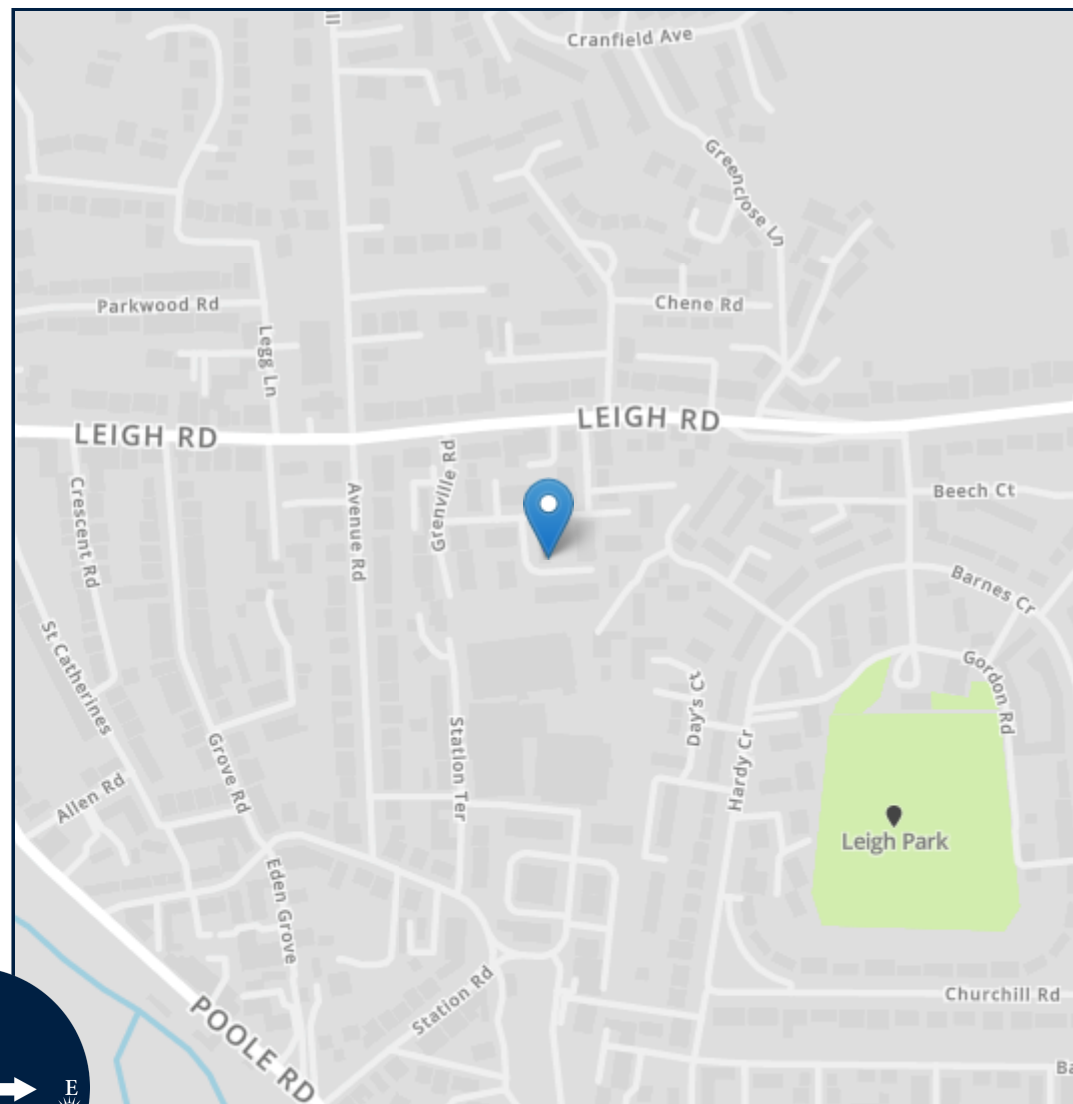 Cranfield Ave
Greenclose Ln
Parkwood Rd
Chene Rd
Legg Ln
LEIGH RD
LEIGH RD
Grenville Rd
Crescent Rd
Avenue Rd
Beech Ct
Barnes Cr
St Catherines
Gordon Rd
Day's Ct
Station Ter
Grove Rd
Hardy Cr
Allen Rd
Leigh Park
Eden Grove
Station Rd
Churchill Rd
POOLE RD
Ba
E